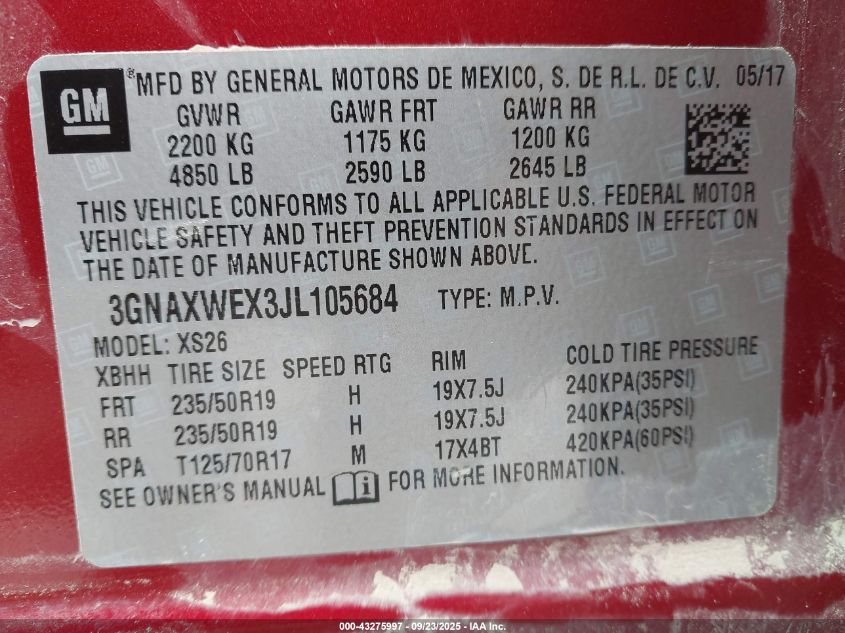 GM
MFD BY GENERAL MOTORS DE MEXICO, S. DE R.L. DE C.V. 05/17
GVWR GAWR FRT GAWR RR
2200 KG 1175 KG 1200 KG
4850 LB 2590 LB 2645 LB
THIS VEHICLE CONFORMS TO ALL APPLICABLE U.S. FEDERAL MOTOR
VEHICLE SAFETY AND THEFT PREVENTION STANDARDS IN EFFECT ON
THE DATE OF MANUFACTURE SHOWN ABOVE.
3GNAXWEX3JL105684 TYPE: M.P.V.
MODEL: XS26
XBHH TIRE SIZE SPEED RTG RIM COLD TIRE PRESSURE
FRT 235/50R19 H 19X7.5J 240KPA(35PSI)
RR 235/50R19 H 19X7.5J 240KPA(35PSI)
SPA T125/70R17 M 17X4BT 420KPA(60PSI)
SEE OWNER'S MANUAL FOR MORE INFORMATION.
000-43275997 - 09/23/2025 - IAA Inc.